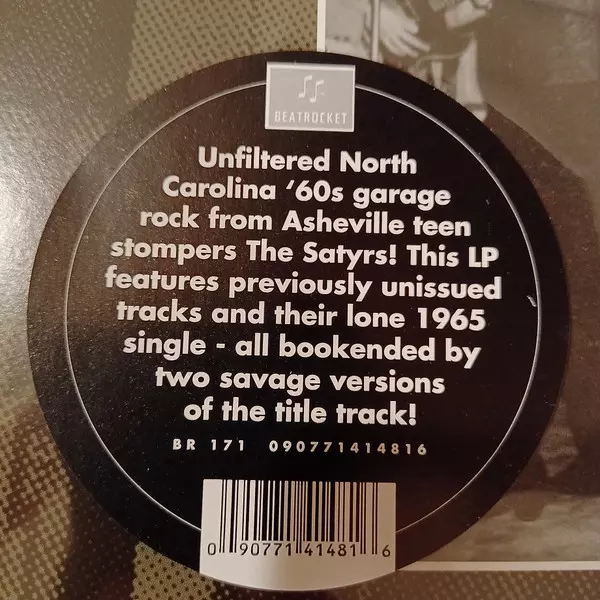 BEATROCKET
Unfiltered North
Carolina ‘60s garage
rock from Asheville teen
stompers The Satyrs! This LP
features previously unissued
tracks and their lone 1965
single - all bookended by
two savage versions
of the title track!
BR 171 090771414816
0 90771 41481 6